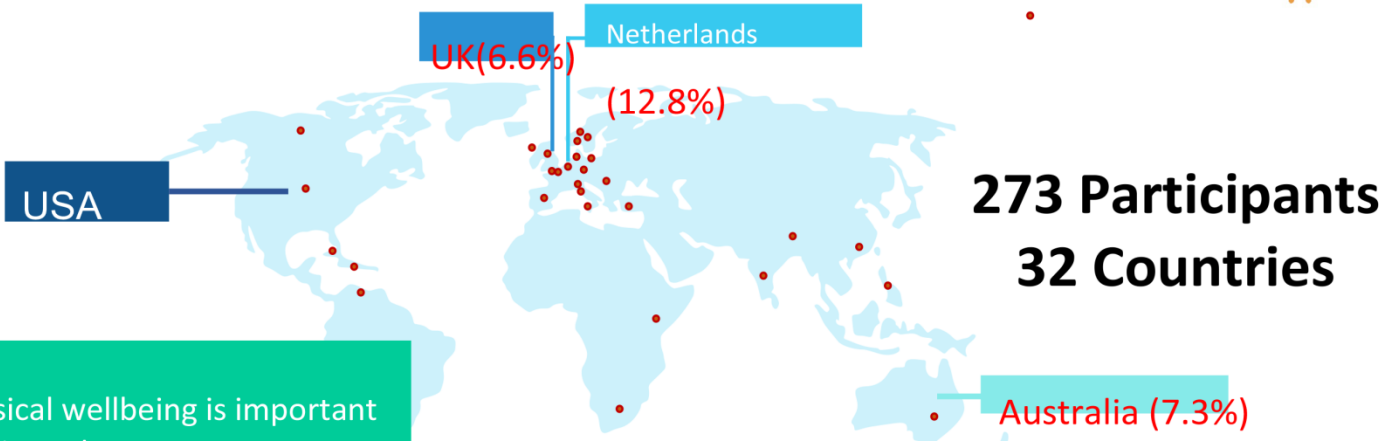 UK(6.6%)
Netherlands
(12.8%)
USA
273 Participants
32 Countries
sical wellbeing is important
Australia (7.3%)